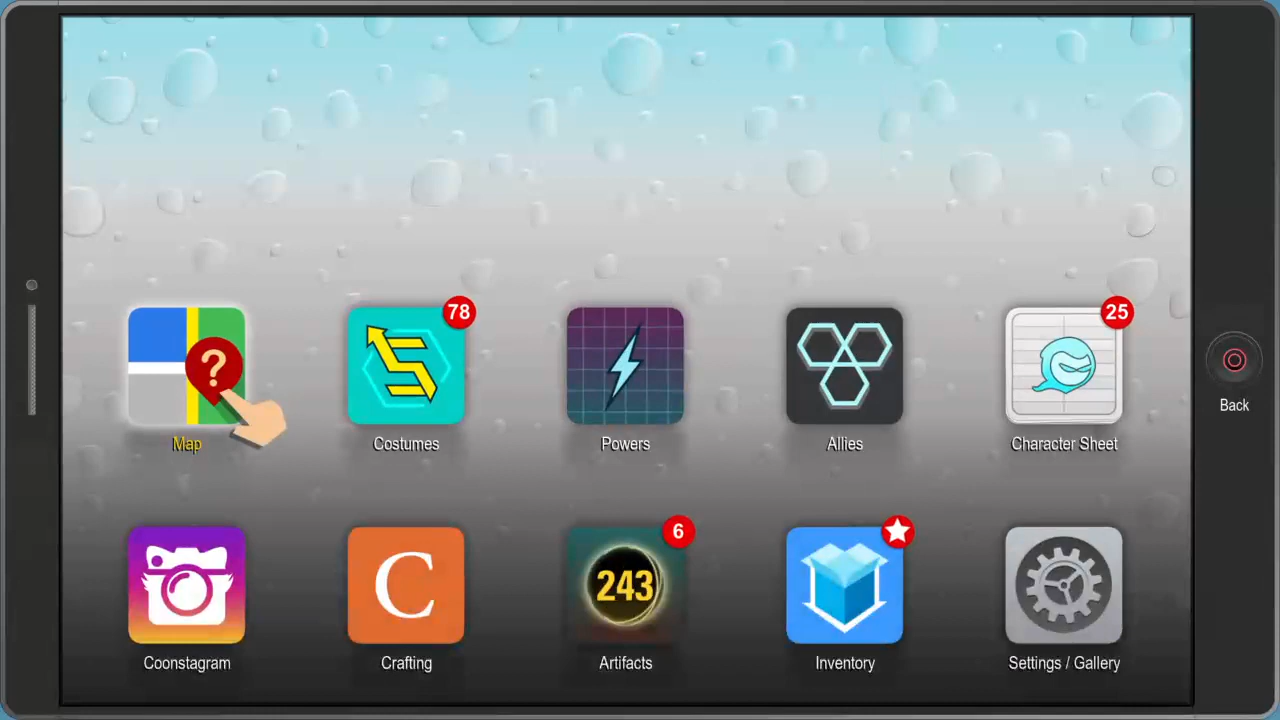 78
25
?
Map
Costumes
Powers
Allies
Character Sheet
Back
6
C
243
Coonstagram
Crafting
Artifacts
Inventory
Settings / Gallery